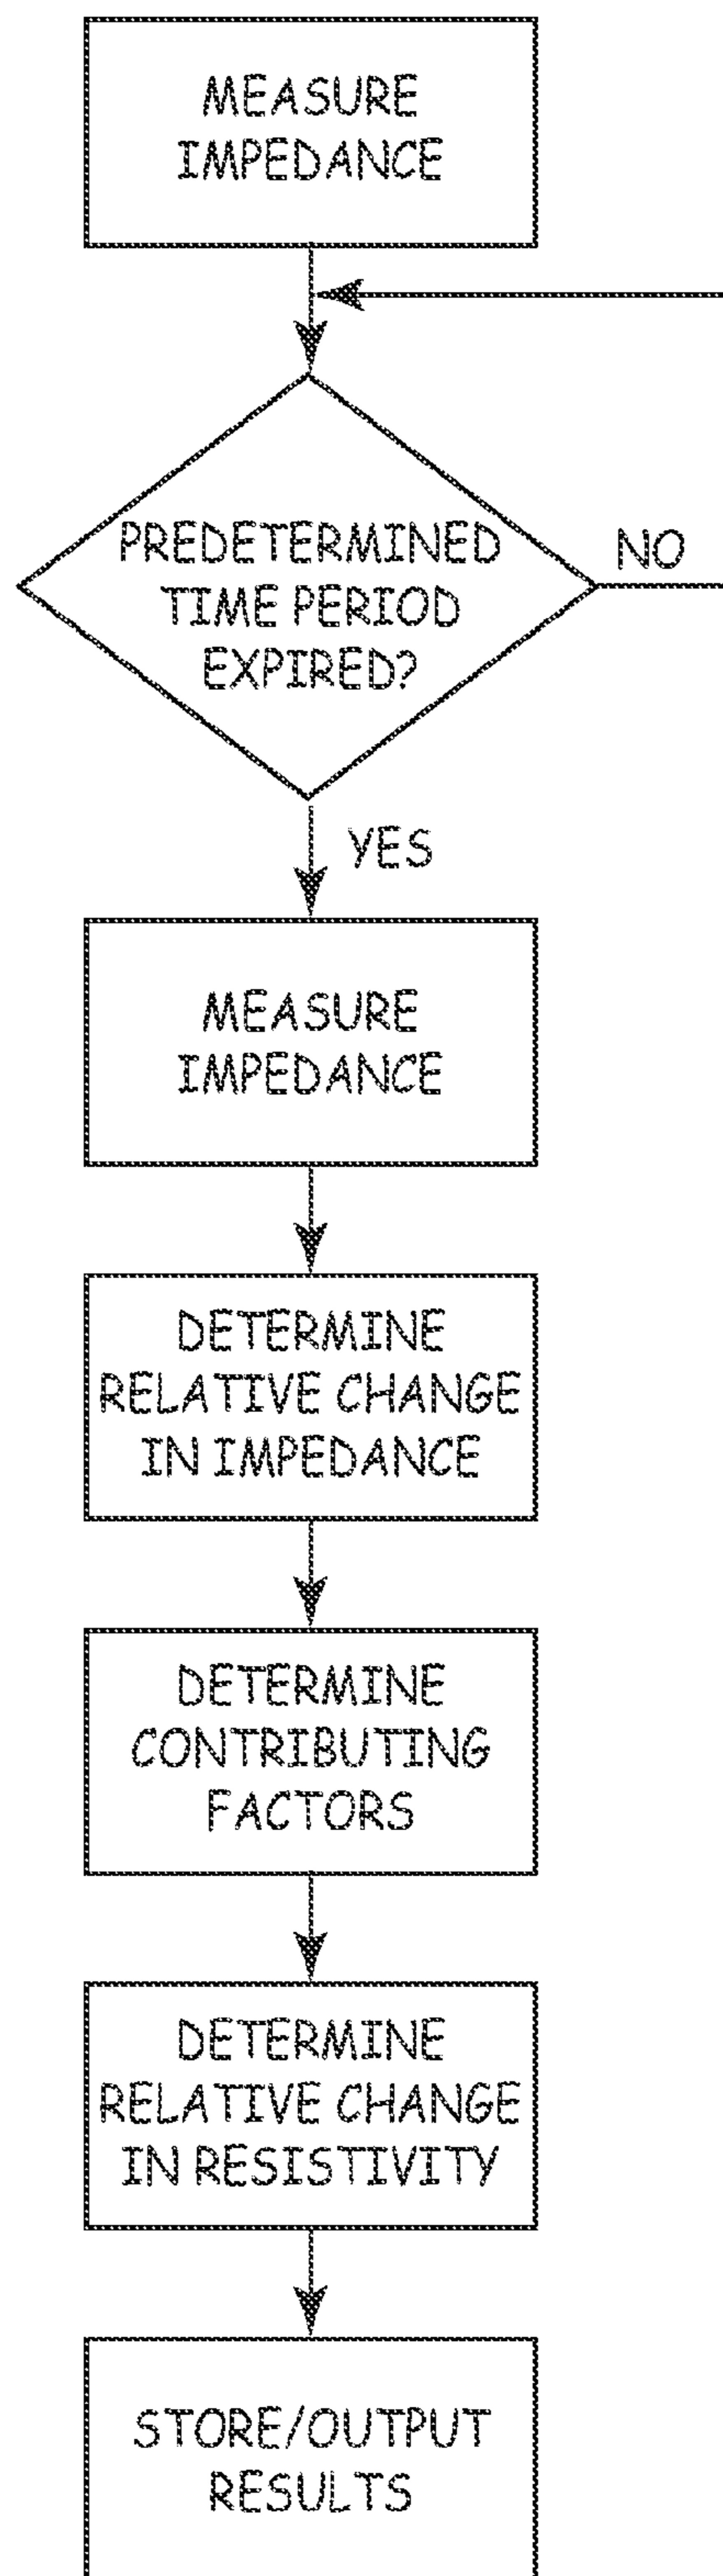 MEASURE
IMPEDANCE
PREDETERMINED
TIME PERIOD
EXPIRED?
NO
YES
MEASURE
IMPEDANCE
DETERMINE
RELATIVE CHANGE
IN IMPEDANCE
DETERMINE
CONTRIBUTING
FACTORS
DETERMINE
RELATIVE CHANGE
IN RESISTIVITY
STORE/OUTPUT
RESULTS